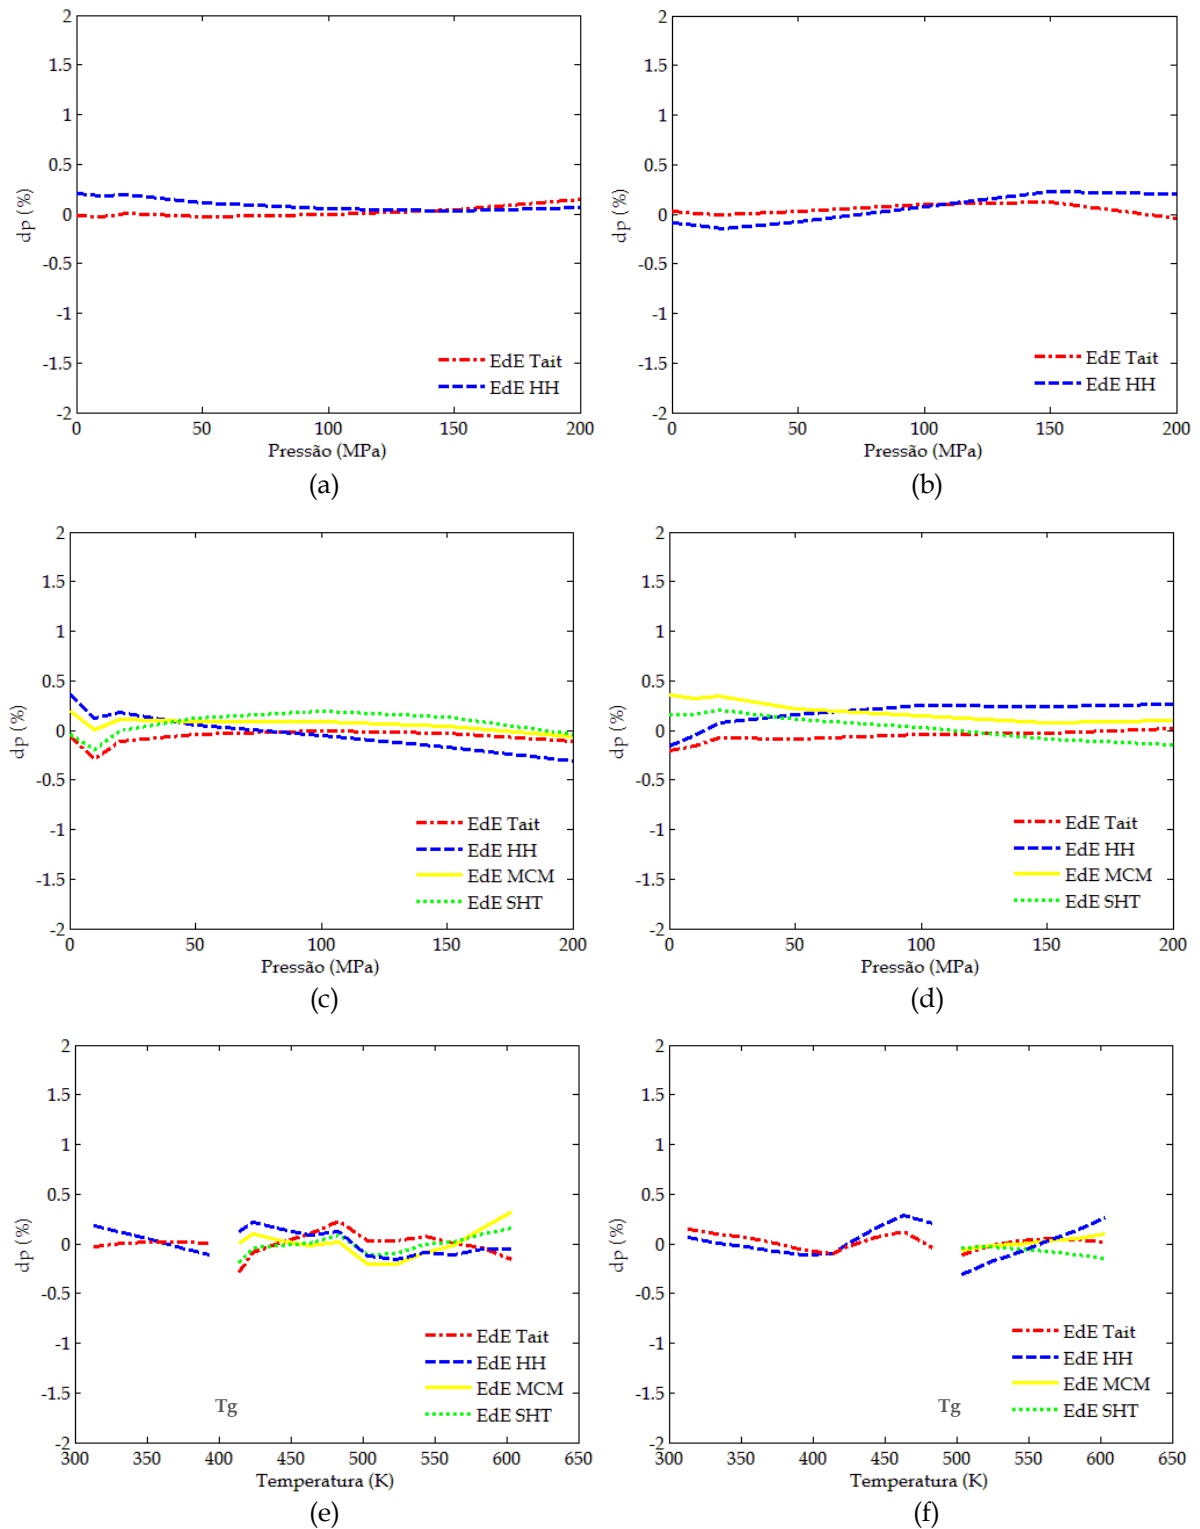 2
1.5
1
0.5
0
-0.5
-1
-1.5
-2
dp (%)
0 50 100 150 200
Pressão (MPa)
EdE Tait
EdE HH
(a)
2
1.5
1
0.5
0
-0.5
-1
-1.5
-2
dp (%)
0 50 100 150 200
Pressão (MPa)
EdE Tait
EdE HH
(b)
2
1.5
1
0.5
0
-0.5
-1
-1.5
-2
dp (%)
0 50 100 150 200
Pressão (MPa)
EdE Tait
EdE HH
EdE MCM
EdE SHT
(c)
2
1.5
1
0.5
0
-0.5
-1
-1.5
-2
dp (%)
0 50 100 150 200
Pressão (MPa)
EdE Tait
EdE HH
EdE MCM
EdE SHT
(d)
2
1.5
1
0.5
0
-0.5
-1
-1.5
-2
dp (%)
300 350 400 450 500 550 600 650
Temperatura (K)
EdE Tait
EdE HH
EdE MCM
EdE SHT
Tg
(e)
2
1.5
1
0.5
0
-0.5
-1
-1.5
-2
dp (%)
300 350 400 450 500 550 600 650
Temperatura (K)
EdE Tait
EdE HH
EdE MCM
EdE SHT
Tg
(f)